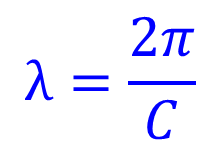 λ = 2π / C